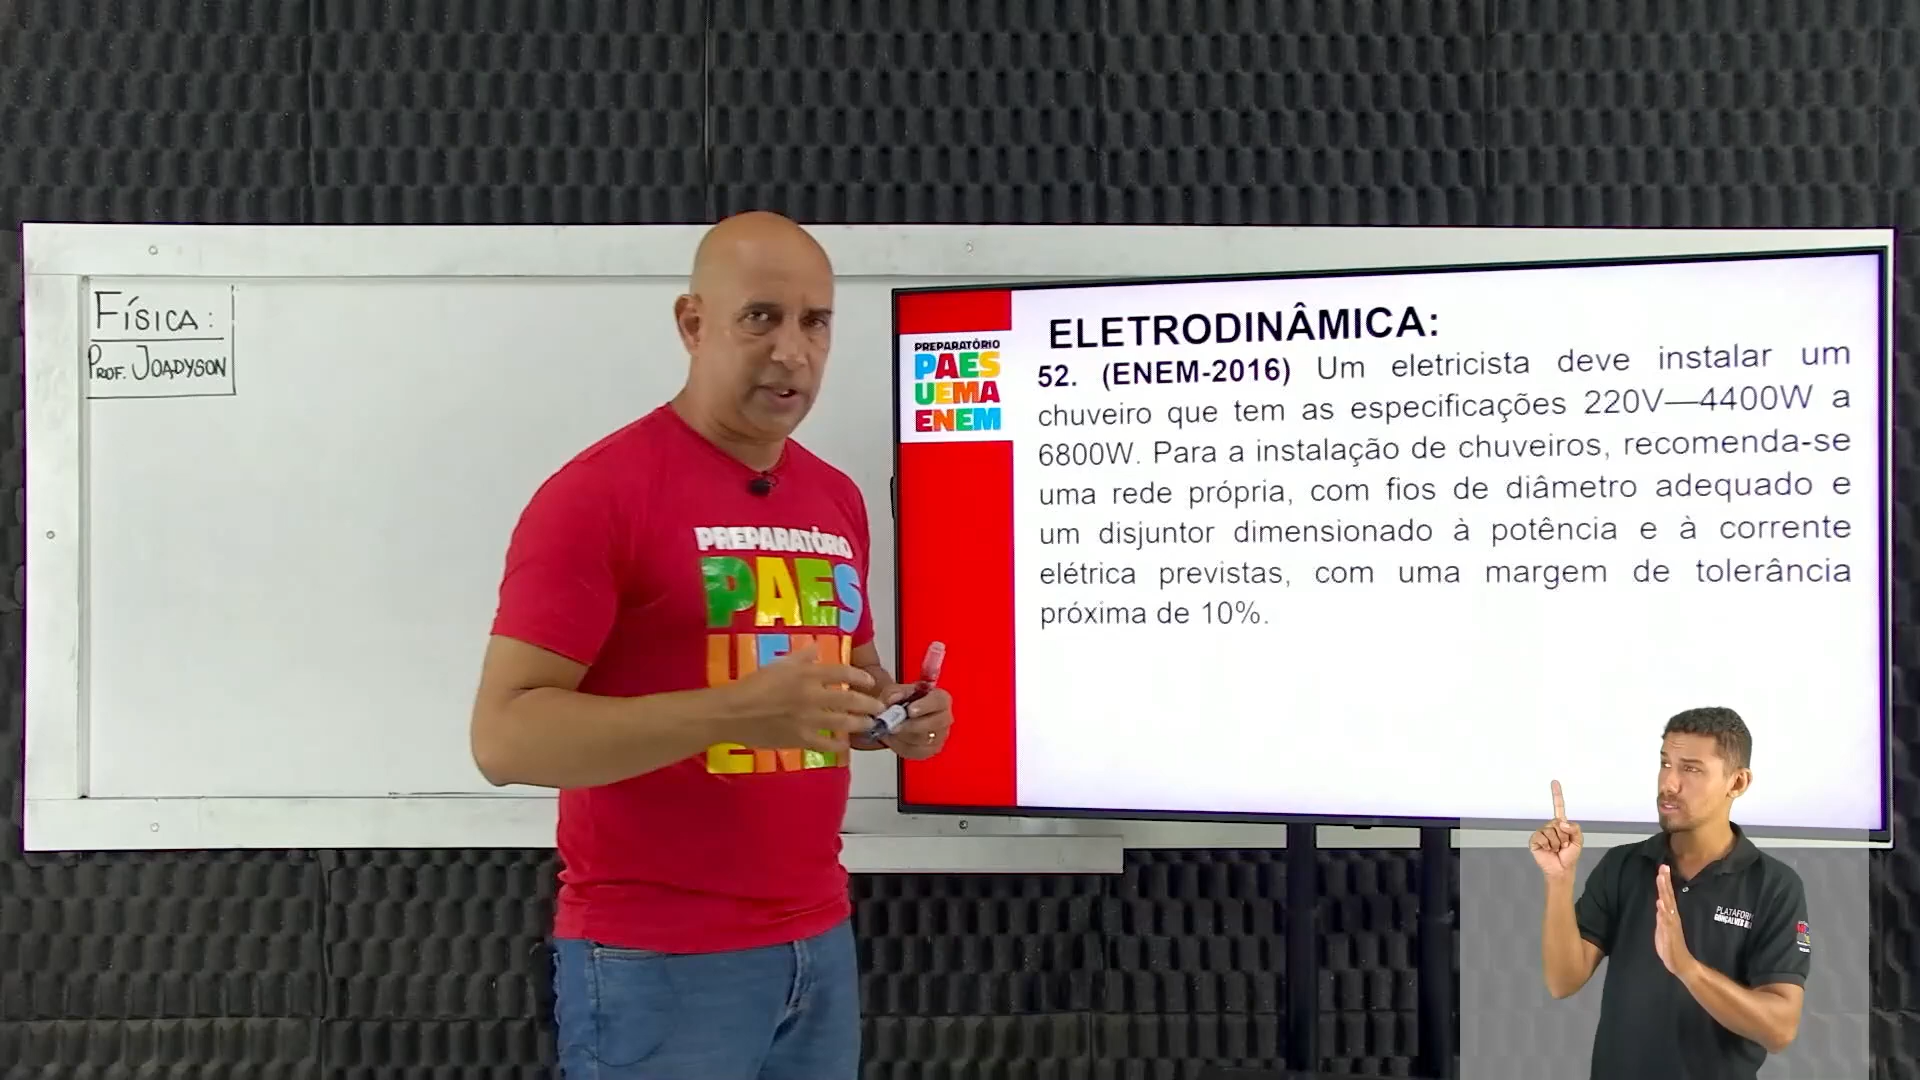 FÍSICA:
PROF. JOADYSON
PREPARATÓRIO
PAES
UEMA
ENEM
ELETRODINÂMICA:
52. (ENEM-2016) Um eletricista deve instalar um
chuveiro que tem as especificações 220V—4400W a
6800W. Para a instalação de chuveiros, recomenda-se
uma rede própria, com fios de diâmetro adequado e
um disjuntor dimensionado à potência e à corrente
elétrica previstas, com uma margem de tolerância
próxima de 10%.
PREPARATÓRIO
PAES